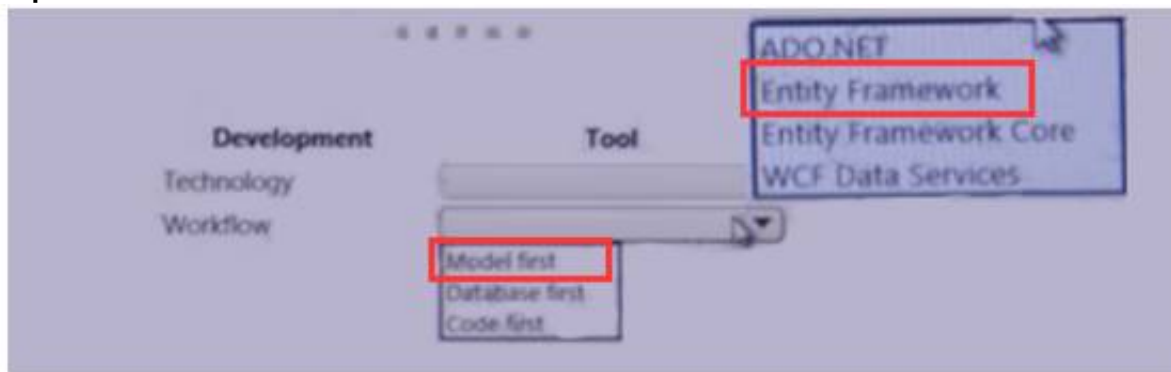 ADO.NET
Entity Framework
Entity Framework Core
WCF Data Services
Development Tool
Technology
Workflow
Model first
Database first
Code first